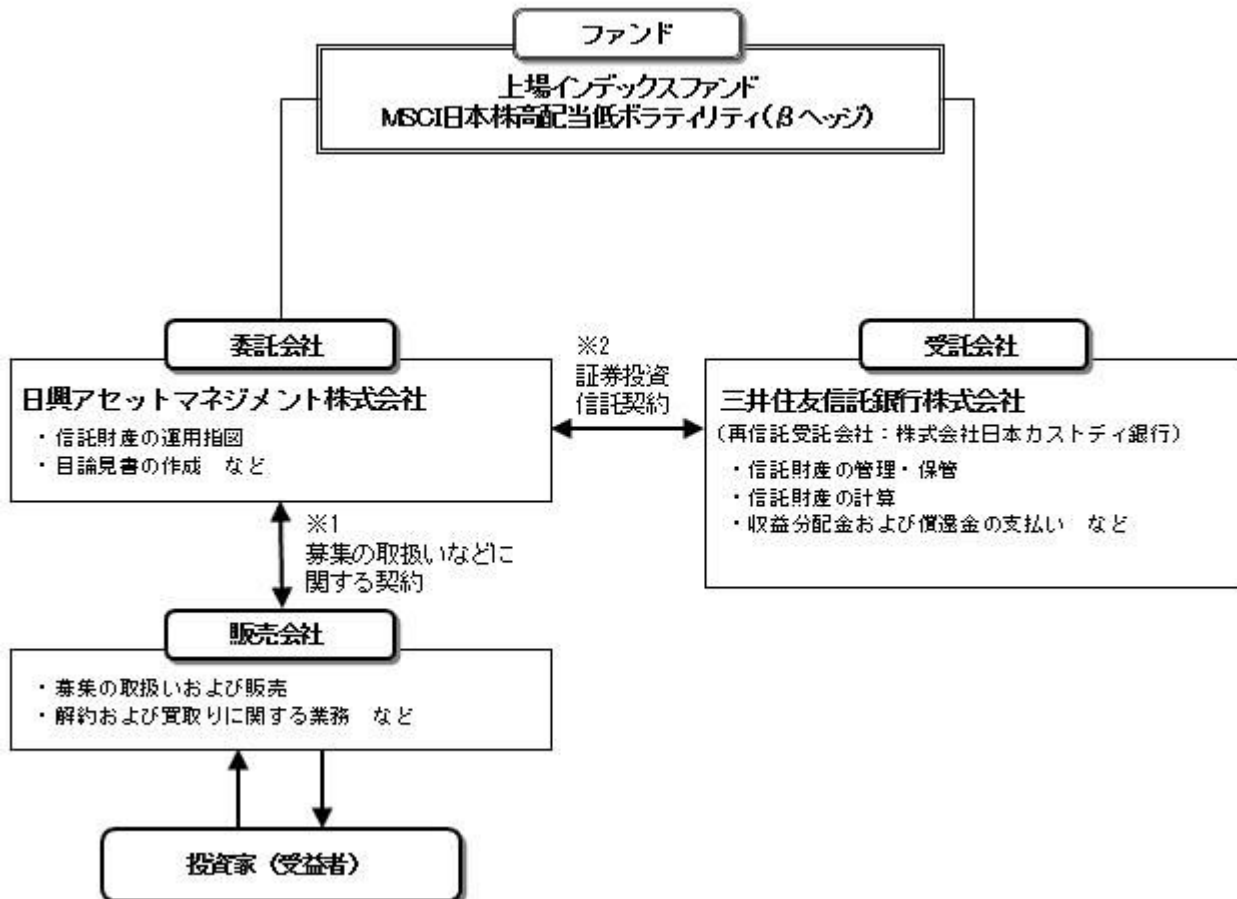 ファンド
上場インデックスファンド
MSCI日本株高配当低ボラティリティ(βヘッジ)
委託会社
日興アセットマネジメント株式会社
・信託財産の運用指図
・目論見書の作成　など
※2
証券投資
信託契約
受託会社
三井住友信託銀行株式会社
(再信託受託会社：株式会社日本カストディ銀行)
・信託財産の管理・保管
・信託財産の計算
・収益分配金および償還金の支払い　など
※1
募集の取扱いなどに
関する契約
販売会社
・募集の取扱いおよび販売
・解約および買取りに関する業務　など
投資家（受益者）